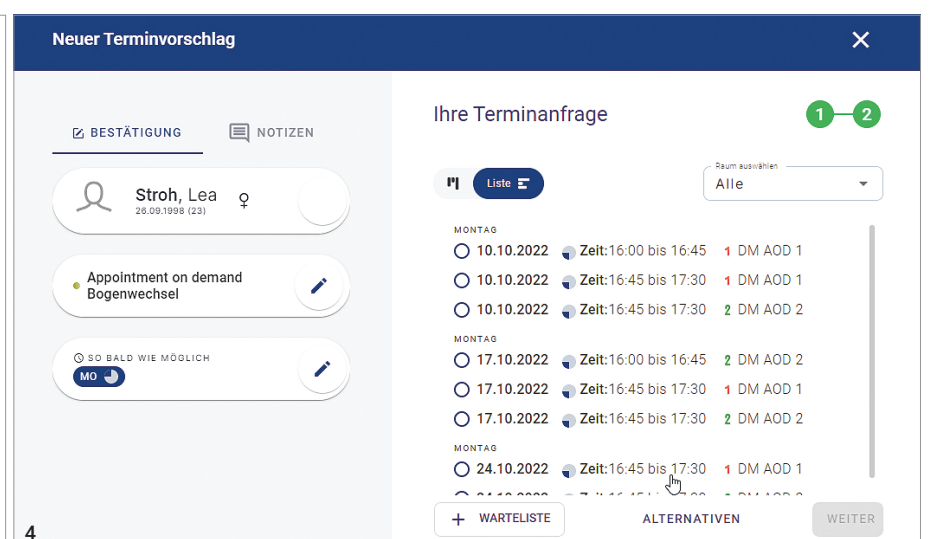 Neuer Terminvorschlag
BESTÄTIGUNG
NOTIZEN
Stroh, Lea
26.09.1998 (23)
Appointment on demand
Bogenwechsel
SO BALD WIE MÖGLICH
MO
4
Ihre Terminanfrage
1 2
Liste
Raum auswählen
Alle
MONTAG
10.10.2022 Zeit:16:00 bis 16:45 1 DM AOD 1
10.10.2022 Zeit:16:45 bis 17:30 1 DM AOD 1
10.10.2022 Zeit:16:45 bis 17:30 2 DM AOD 2
MONTAG
17.10.2022 Zeit:16:00 bis 16:45 2 DM AOD 2
17.10.2022 Zeit:16:45 bis 17:30 1 DM AOD 1
17.10.2022 Zeit:16:45 bis 17:30 2 DM AOD 2
MONTAG
24.10.2022 Zeit:16:45 bis 17:30 1 DM AOD 1
+ WARTELISTE
ALTERNATIVEN
WEITER